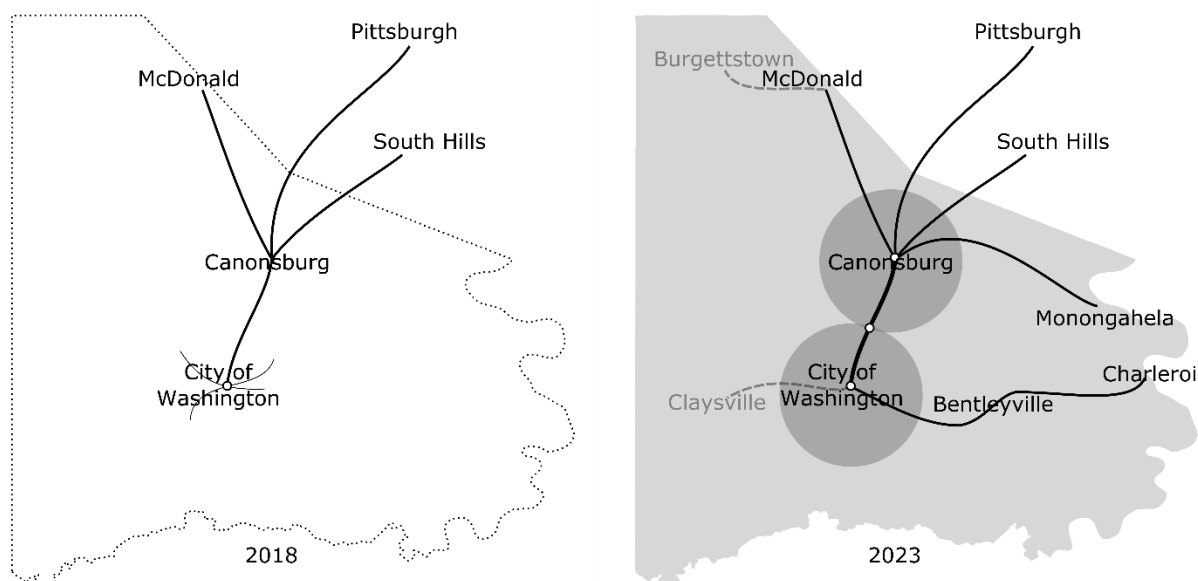 Pittsburgh
McDonald
South Hills
Canonsburg
City of
Washington
2018
Pittsburgh
Burgettstown
McDonald
South Hills
Canonsburg
Monongahela
City of
Washington
Charleroi
Claysville
Bentleyville
2023